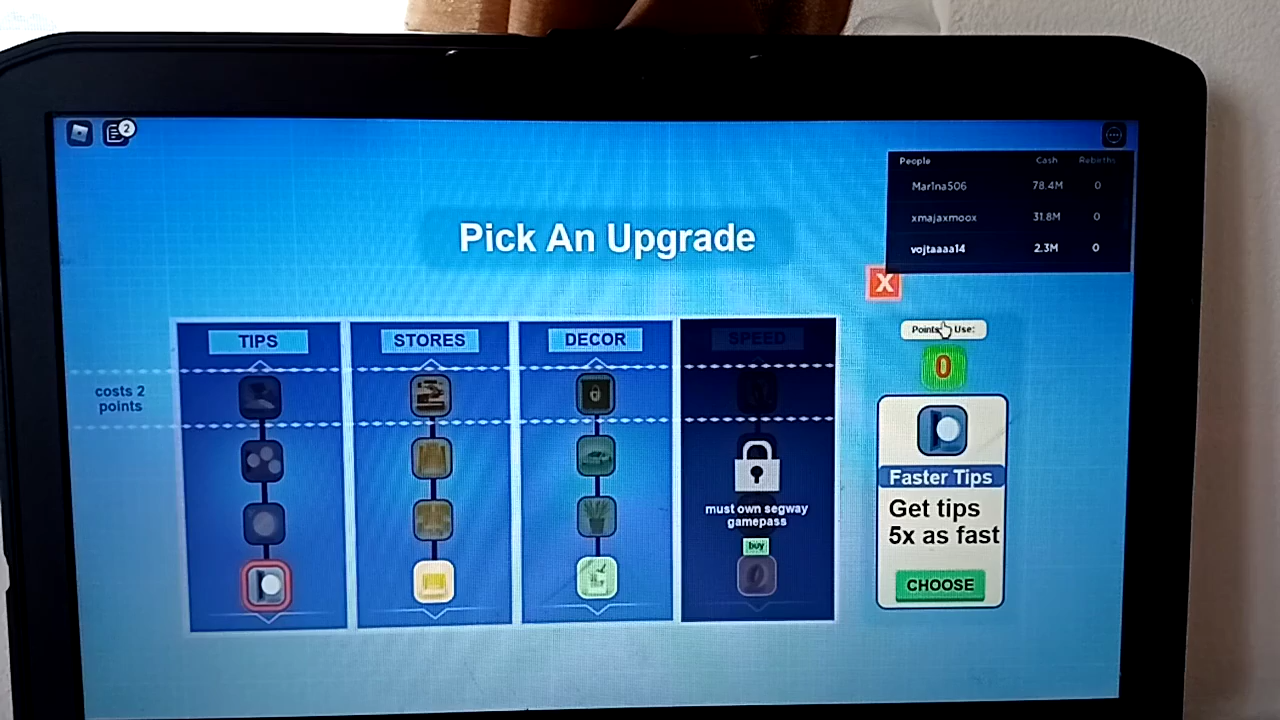 2
People Cash Rebirths
Mar1na506 78.4M 0
xmajaxmoox 31.8M 0
vojtaaaa14 2.3M 0
Pick An Upgrade
X
TIPS STORES DECOR SPEED
Points Use:
0
costs 2
points
must own segway
gamepass
buy
Faster Tips
Get tips
5x as fast
CHOOSE